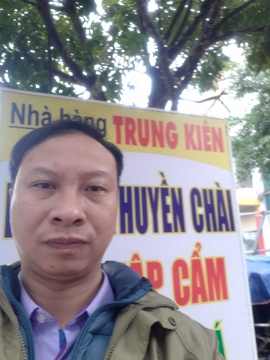 Nhà hàng TRUNG KIÊN
HUYỀN CHÀI
ẬP CẨM